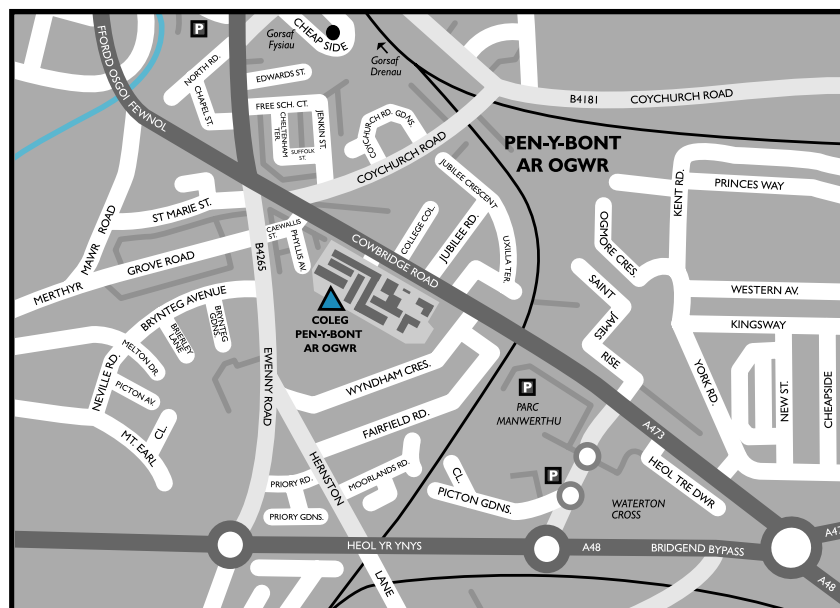 P
Gorsaf
Fysiau
CHEAP SIDE
Gorsaf
Drenau
FFORDD OSGOI FEWNOL
NORTH RD.
EDWARDS ST.
CHAPEL ST.
FREE SCH. CT.
CHELTENHAM
TER.
JENKIN ST.
SUFFOLK
ST.
COYCHURCH RD. GDNS.
B4181
COYCHURCH ROAD
COYCHURCH ROAD
PEN-Y-BONT
AR OGWR
JUBILEE CRESCENT
KENT RD.
PRINCES WAY
MERTHYR MAWR ROAD
ST MARIE ST.
CAEWALLIS
ST.
PHYLLIS AV.
COLLEGE COL.
JUBILEE RD.
UXILLA TER.
OGMORE CRES.
GROVE ROAD
B4265
COWBRIDGE ROAD
SAINT JAMES RISE
WESTERN AV.
KINGSWAY
BRYNTEG AVENUE
BRYNTEG
GDNS.
BRIERLEY
LANE
MELTON DR.
PICTON AV.
NEVILLE RD.
MT. EARL
CL.
COLEG
PEN-Y-BONT
AR OGWR
EWENNY ROAD
WYNDHAM CRES.
FAIRFIELD RD.
P
PARC
MANWERTHU
YORK RD.
NEW ST.
CHEAPSIDE
A473
HEOL TRE DWR
PRIORY RD.
PRIORY GDNS.
HERNSTON LANE
MOORLANDS RD.
CL.
PICTON GDNS.
P
WATERTON
CROSS
HEOL YR YNYS
A48
BRIDGEND BYPASS
A48